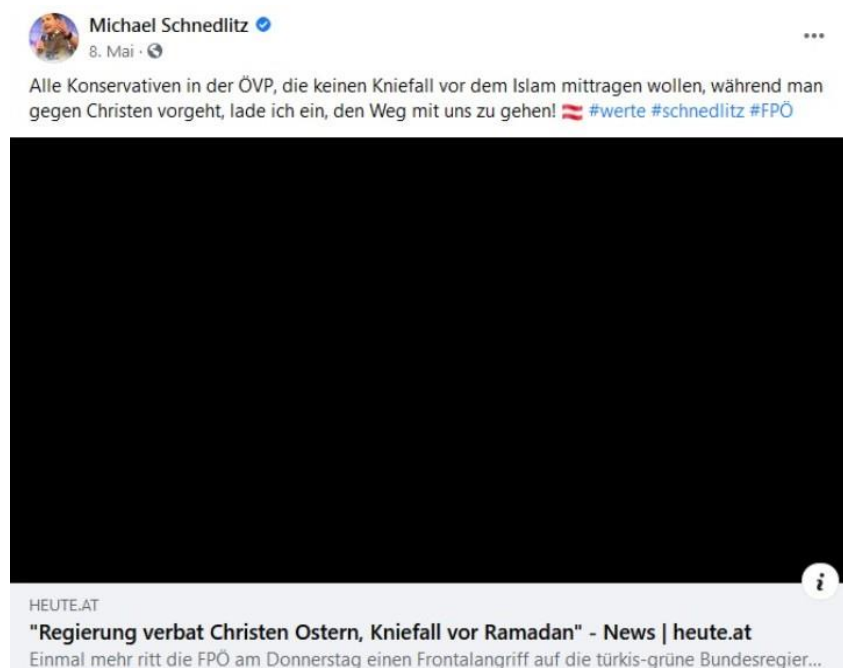 Michael Schnedlitz
8. Mai ·
Alle Konservativen in der ÖVP, die keinen Kniefall vor dem Islam mittragen wollen, während man
gegen Christen vorgeht, lade ich ein, den Weg mit uns zu gehen! 🇦🇹 #werte #schnedlitz #FPÖ
HEUTE.AT
"Regierung verbat Christen Ostern, Kniefall vor Ramadan" - News | heute.at
Einmal mehr ritt die FPÖ am Donnerstag einen Frontalangriff auf die türkis-grüne Bundesregier...